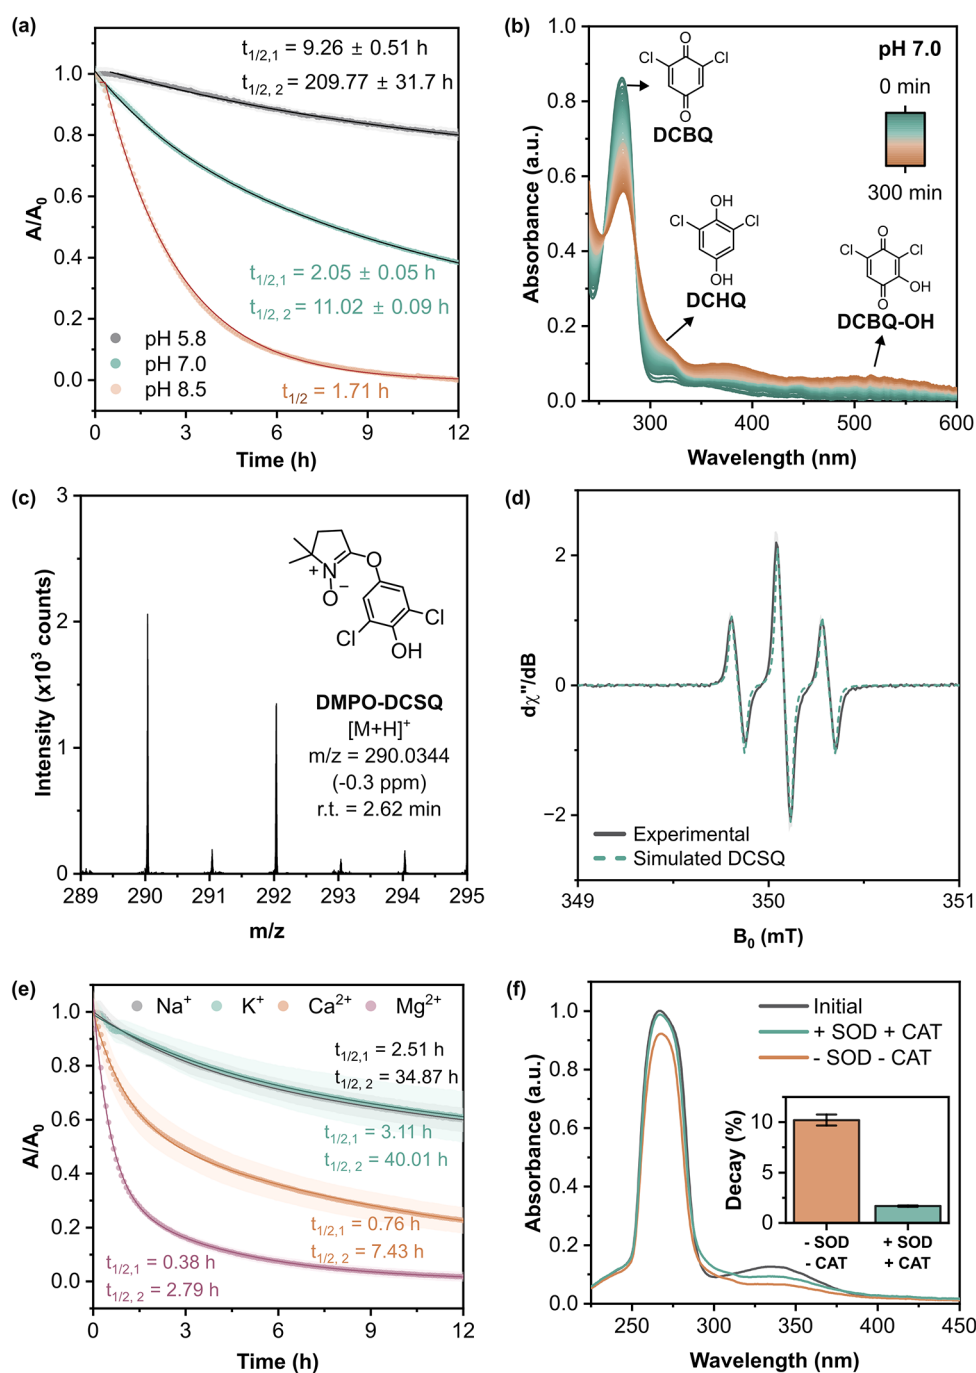 (a)
t1/2,1 = 9.26 ± 0.51 h
t1/2, 2 = 209.77 ± 31.7 h
t1/2,1 = 2.05 ± 0.05 h
t1/2, 2 = 11.02 ± 0.09 h
t1/2 = 1.71 h
pH 5.8
pH 7.0
pH 8.5
A/A0
1.0
0.8
0.6
0.4
0.2
0.0
0 3 6 9 12
Time (h)
(b)
pH 7.0
0 min
300 min
O
Cl
Cl
O
DCBQ
OH
Cl
Cl
OH
DCHQ
O
Cl
Cl
OH
O
DCBQ-OH
Absorbance (a.u.)
1.0
0.8
0.6
0.4
0.2
0.0
300 400 500 600
Wavelength (nm)
(c)
Intensity (x10³ counts)
3
2
1
0
289 290 291 292 293 294 295
m/z
N
+
O
−
O
Cl
Cl
OH
DMPO-DCSQ
[M+H]+
m/z = 290.0344
(-0.3 ppm)
r.t. = 2.62 min
(d)
dχ"/dB
2
0
−2
Experimental
Simulated DCSQ
349 350 351
B0 (mT)
(e)
Na+ K+ Ca2+ Mg2+
t1/2,1 = 2.51 h
t1/2, 2 = 34.87 h
t1/2,1 = 3.11 h
t1/2, 2 = 40.01 h
t1/2,1 = 0.76 h
t1/2, 2 = 7.43 h
t1/2,1 = 0.38 h
t1/2, 2 = 2.79 h
A/A0
1.0
0.8
0.6
0.4
0.2
0.0
0 3 6 9 12
Time (h)
(f)
Initial
+ SOD + CAT
- SOD - CAT
Decay (%)
10
5
0
- SOD + SOD
- CAT + CAT
Absorbance (a.u.)
1.0
0.8
0.6
0.4
0.2
0.0
250 300 350 400 450
Wavelength (nm)